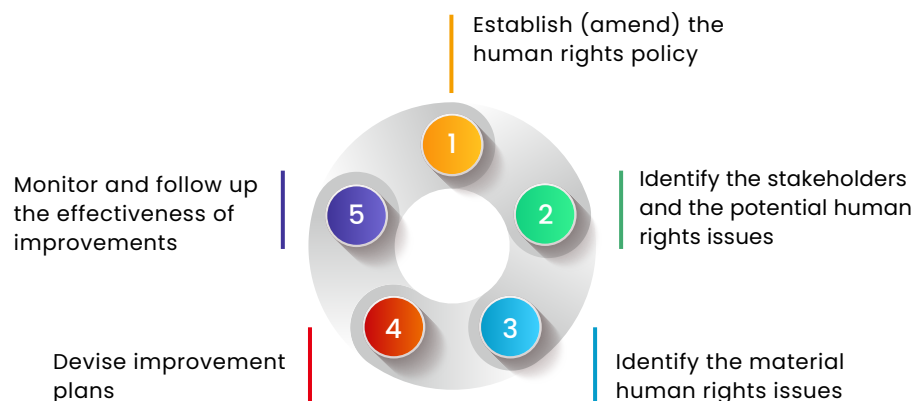 Establish (amend) the
human rights policy
1
2
Identify the stakeholders
and the potential human
rights issues
3
Identify the material
human rights issues
4
Devise improvement
plans
5
Monitor and follow up
the effectiveness of
improvements